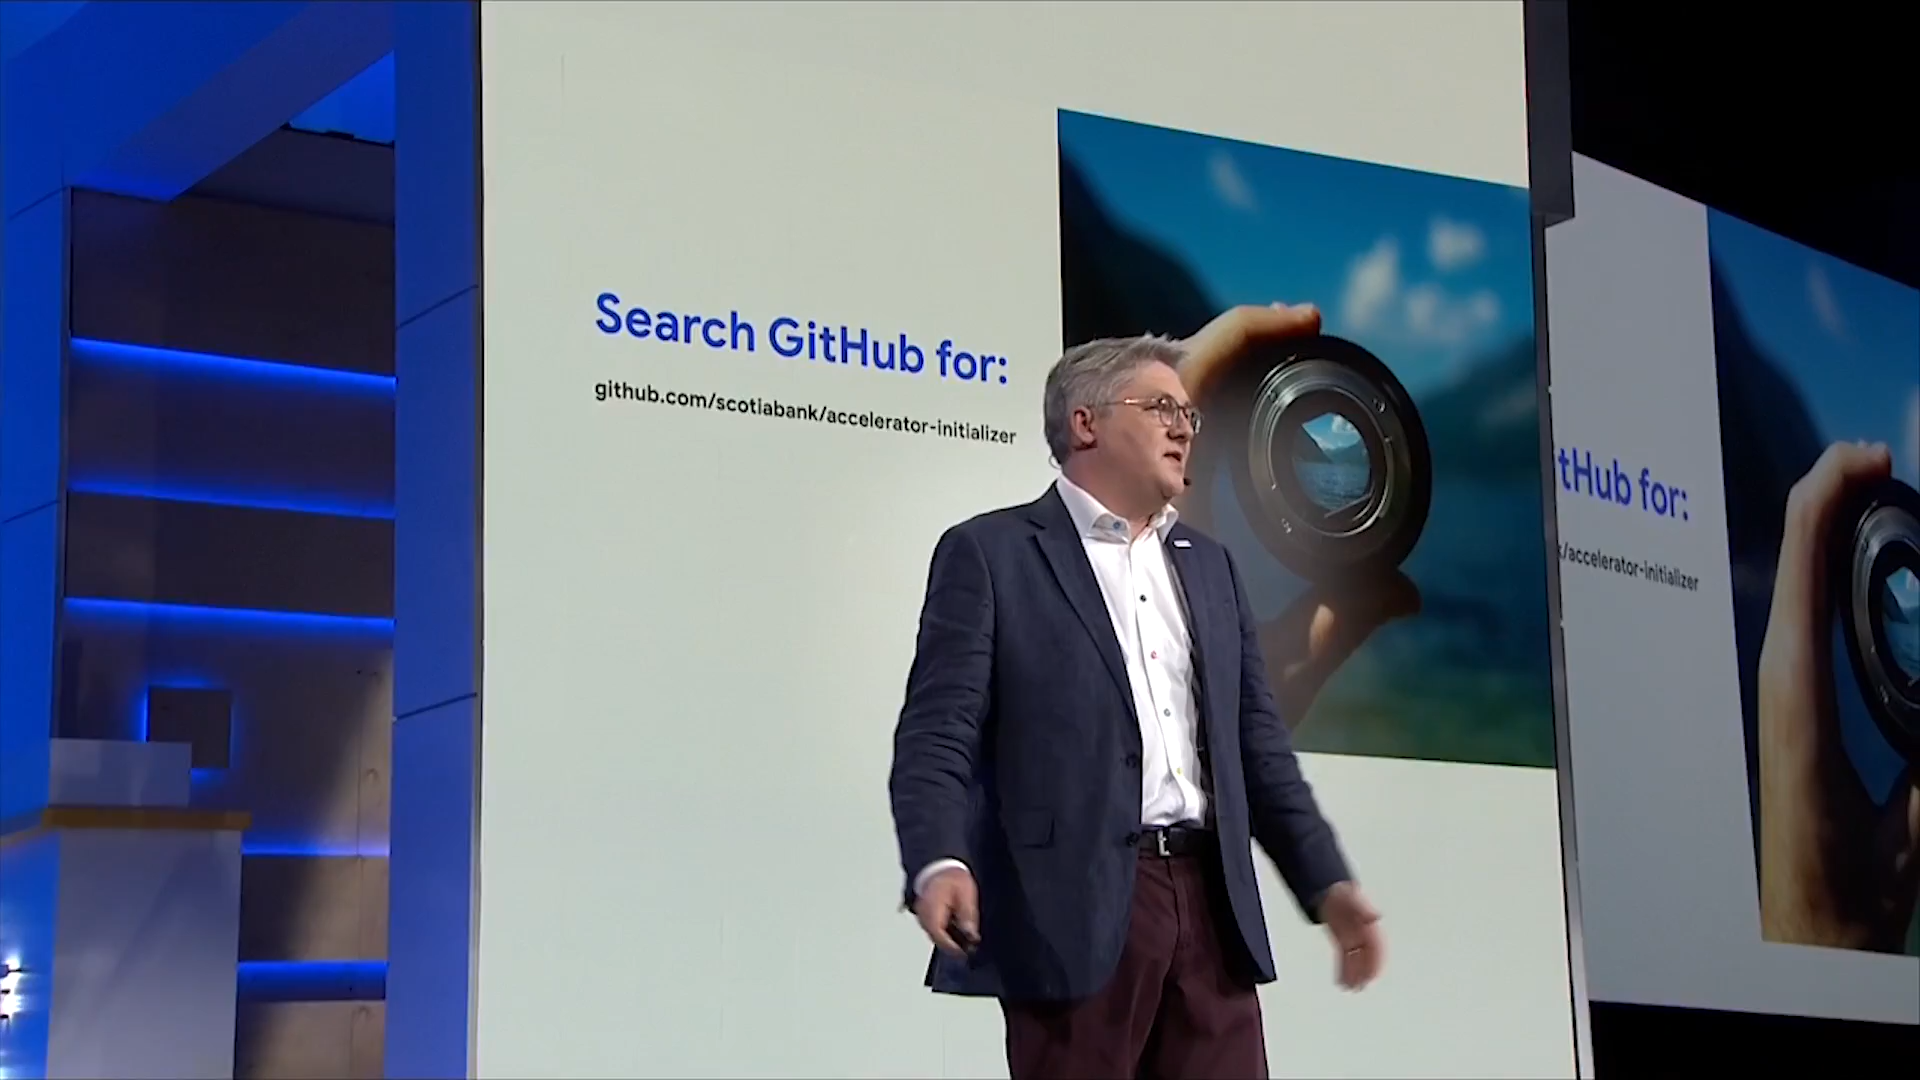 Search GitHub for:
github.com/scotiabank/accelerator-initializer
tHub for:
/accelerator-initializer